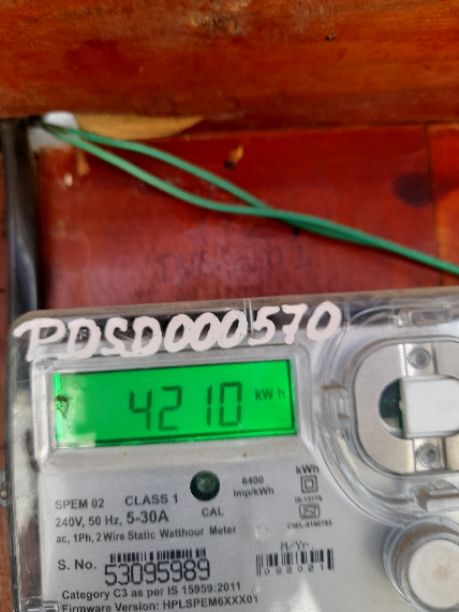 PDSD000570
4210 kWh
6400
imp/kWh
kWh
SPEM 02 CLASS 1
CAL
240V, 50 Hz, 5-30A
ac, 1Ph, 2 Wire Static Watthour Meter
M/Yr
S. No. 53095989
Category C3 as per IS 15959:2011
Firmware Version: HPLSPEM6XXX01